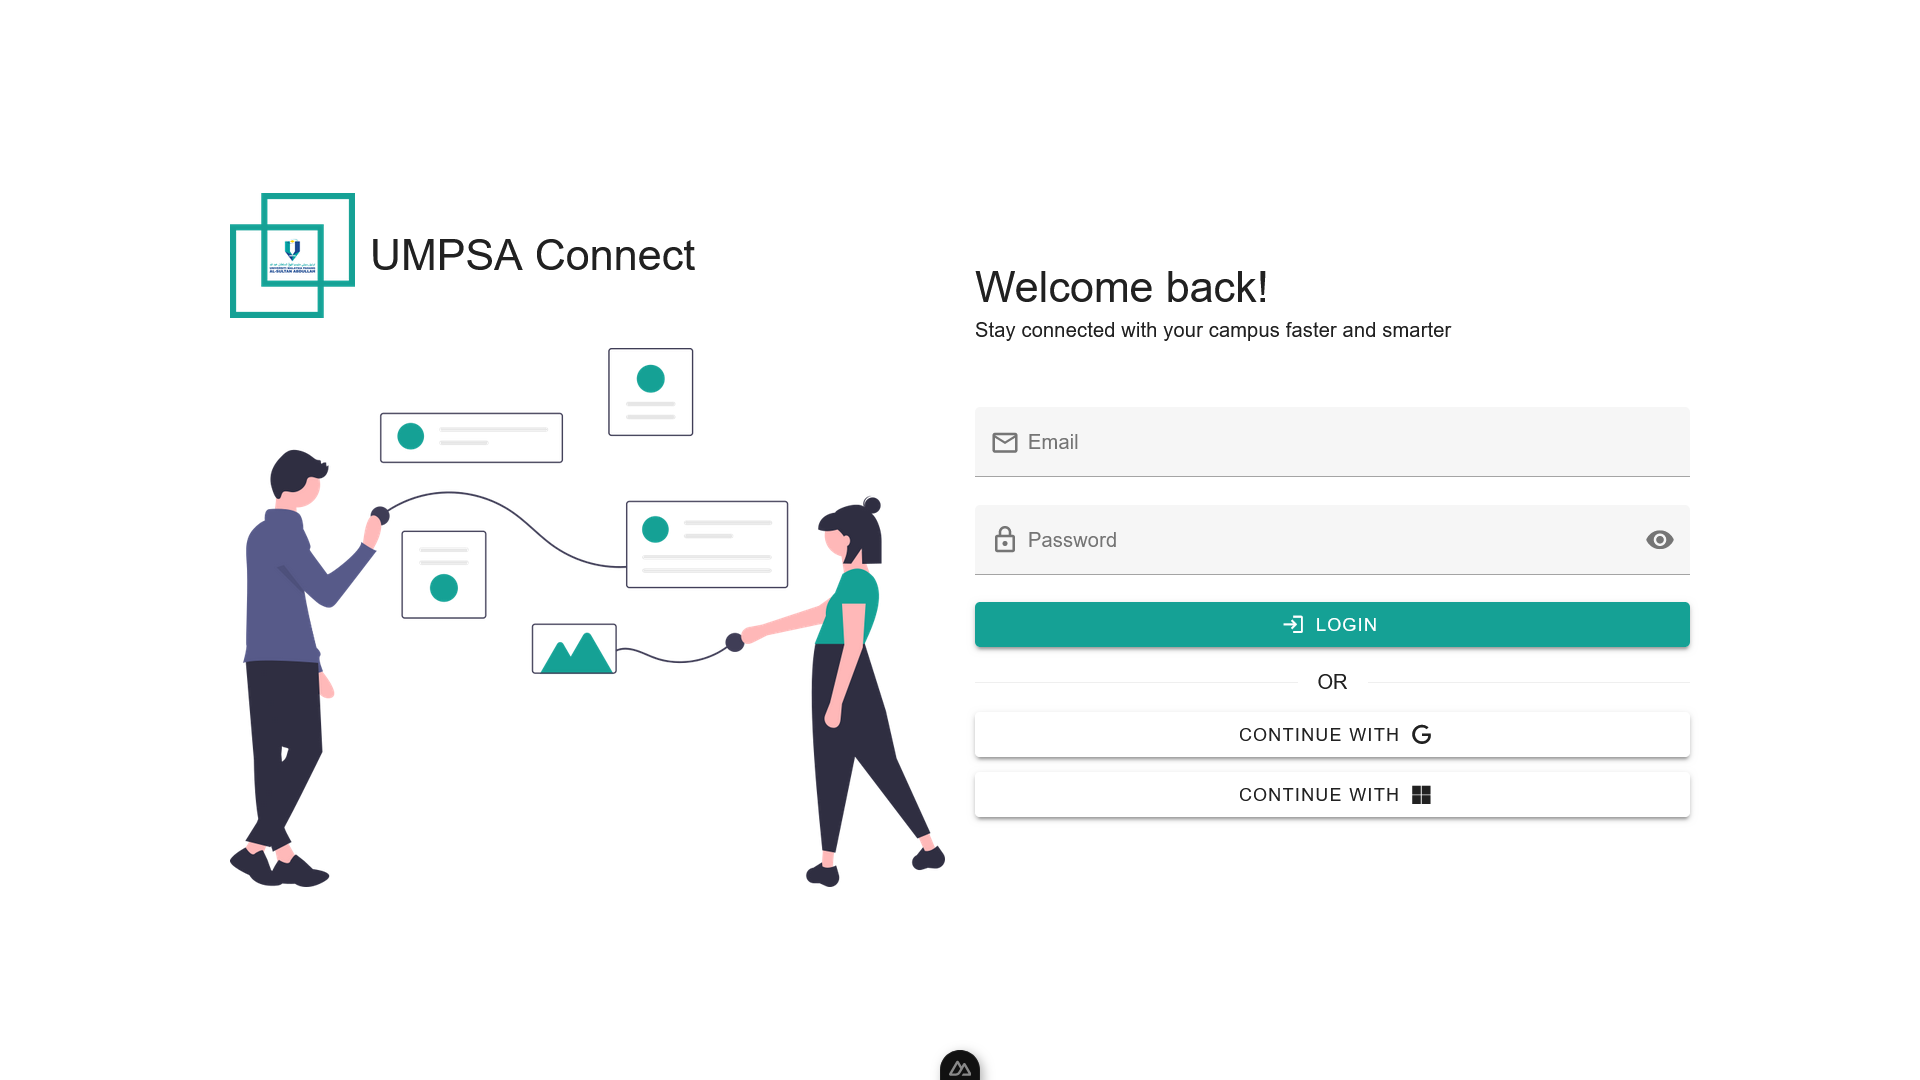 UMPSA Connect
Welcome back!
Stay connected with your campus faster and smarter
Email
Password
LOGIN
OR
CONTINUE WITH
CONTINUE WITH